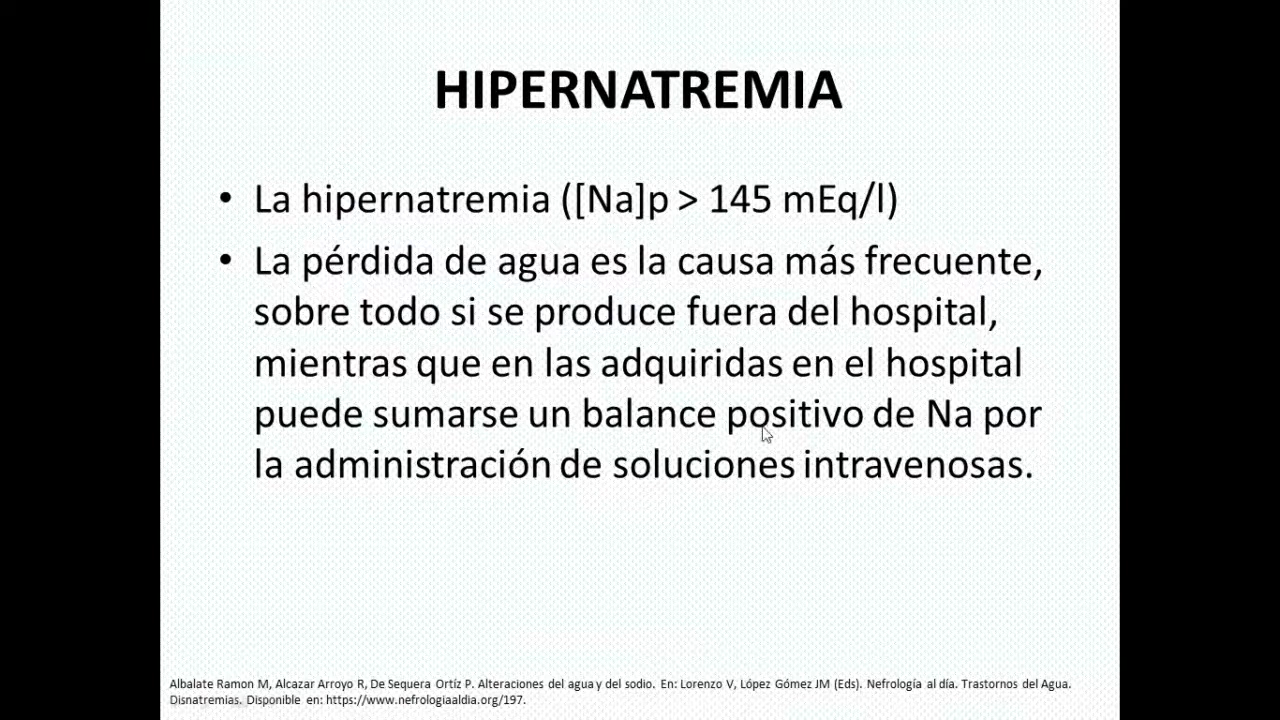 HIPERNATREMIA
• La hipernatremia ([Na]p > 145 mEq/l)
• La pérdida de agua es la causa más frecuente,
sobre todo si se produce fuera del hospital,
mientras que en las adquiridas en el hospital
puede sumarse un balance positivo de Na por
la administración de soluciones intravenosas.
Albalate Ramon M, Alcazar Arroyo R, De Sequera Ortíz P. Alteraciones del agua y del sodio. En: Lorenzo V, López Gómez JM (Eds). Nefrología al día. Trastornos del Agua.
Disnatremias. Disponible en: https://www.nefrologiaaldia.org/197.